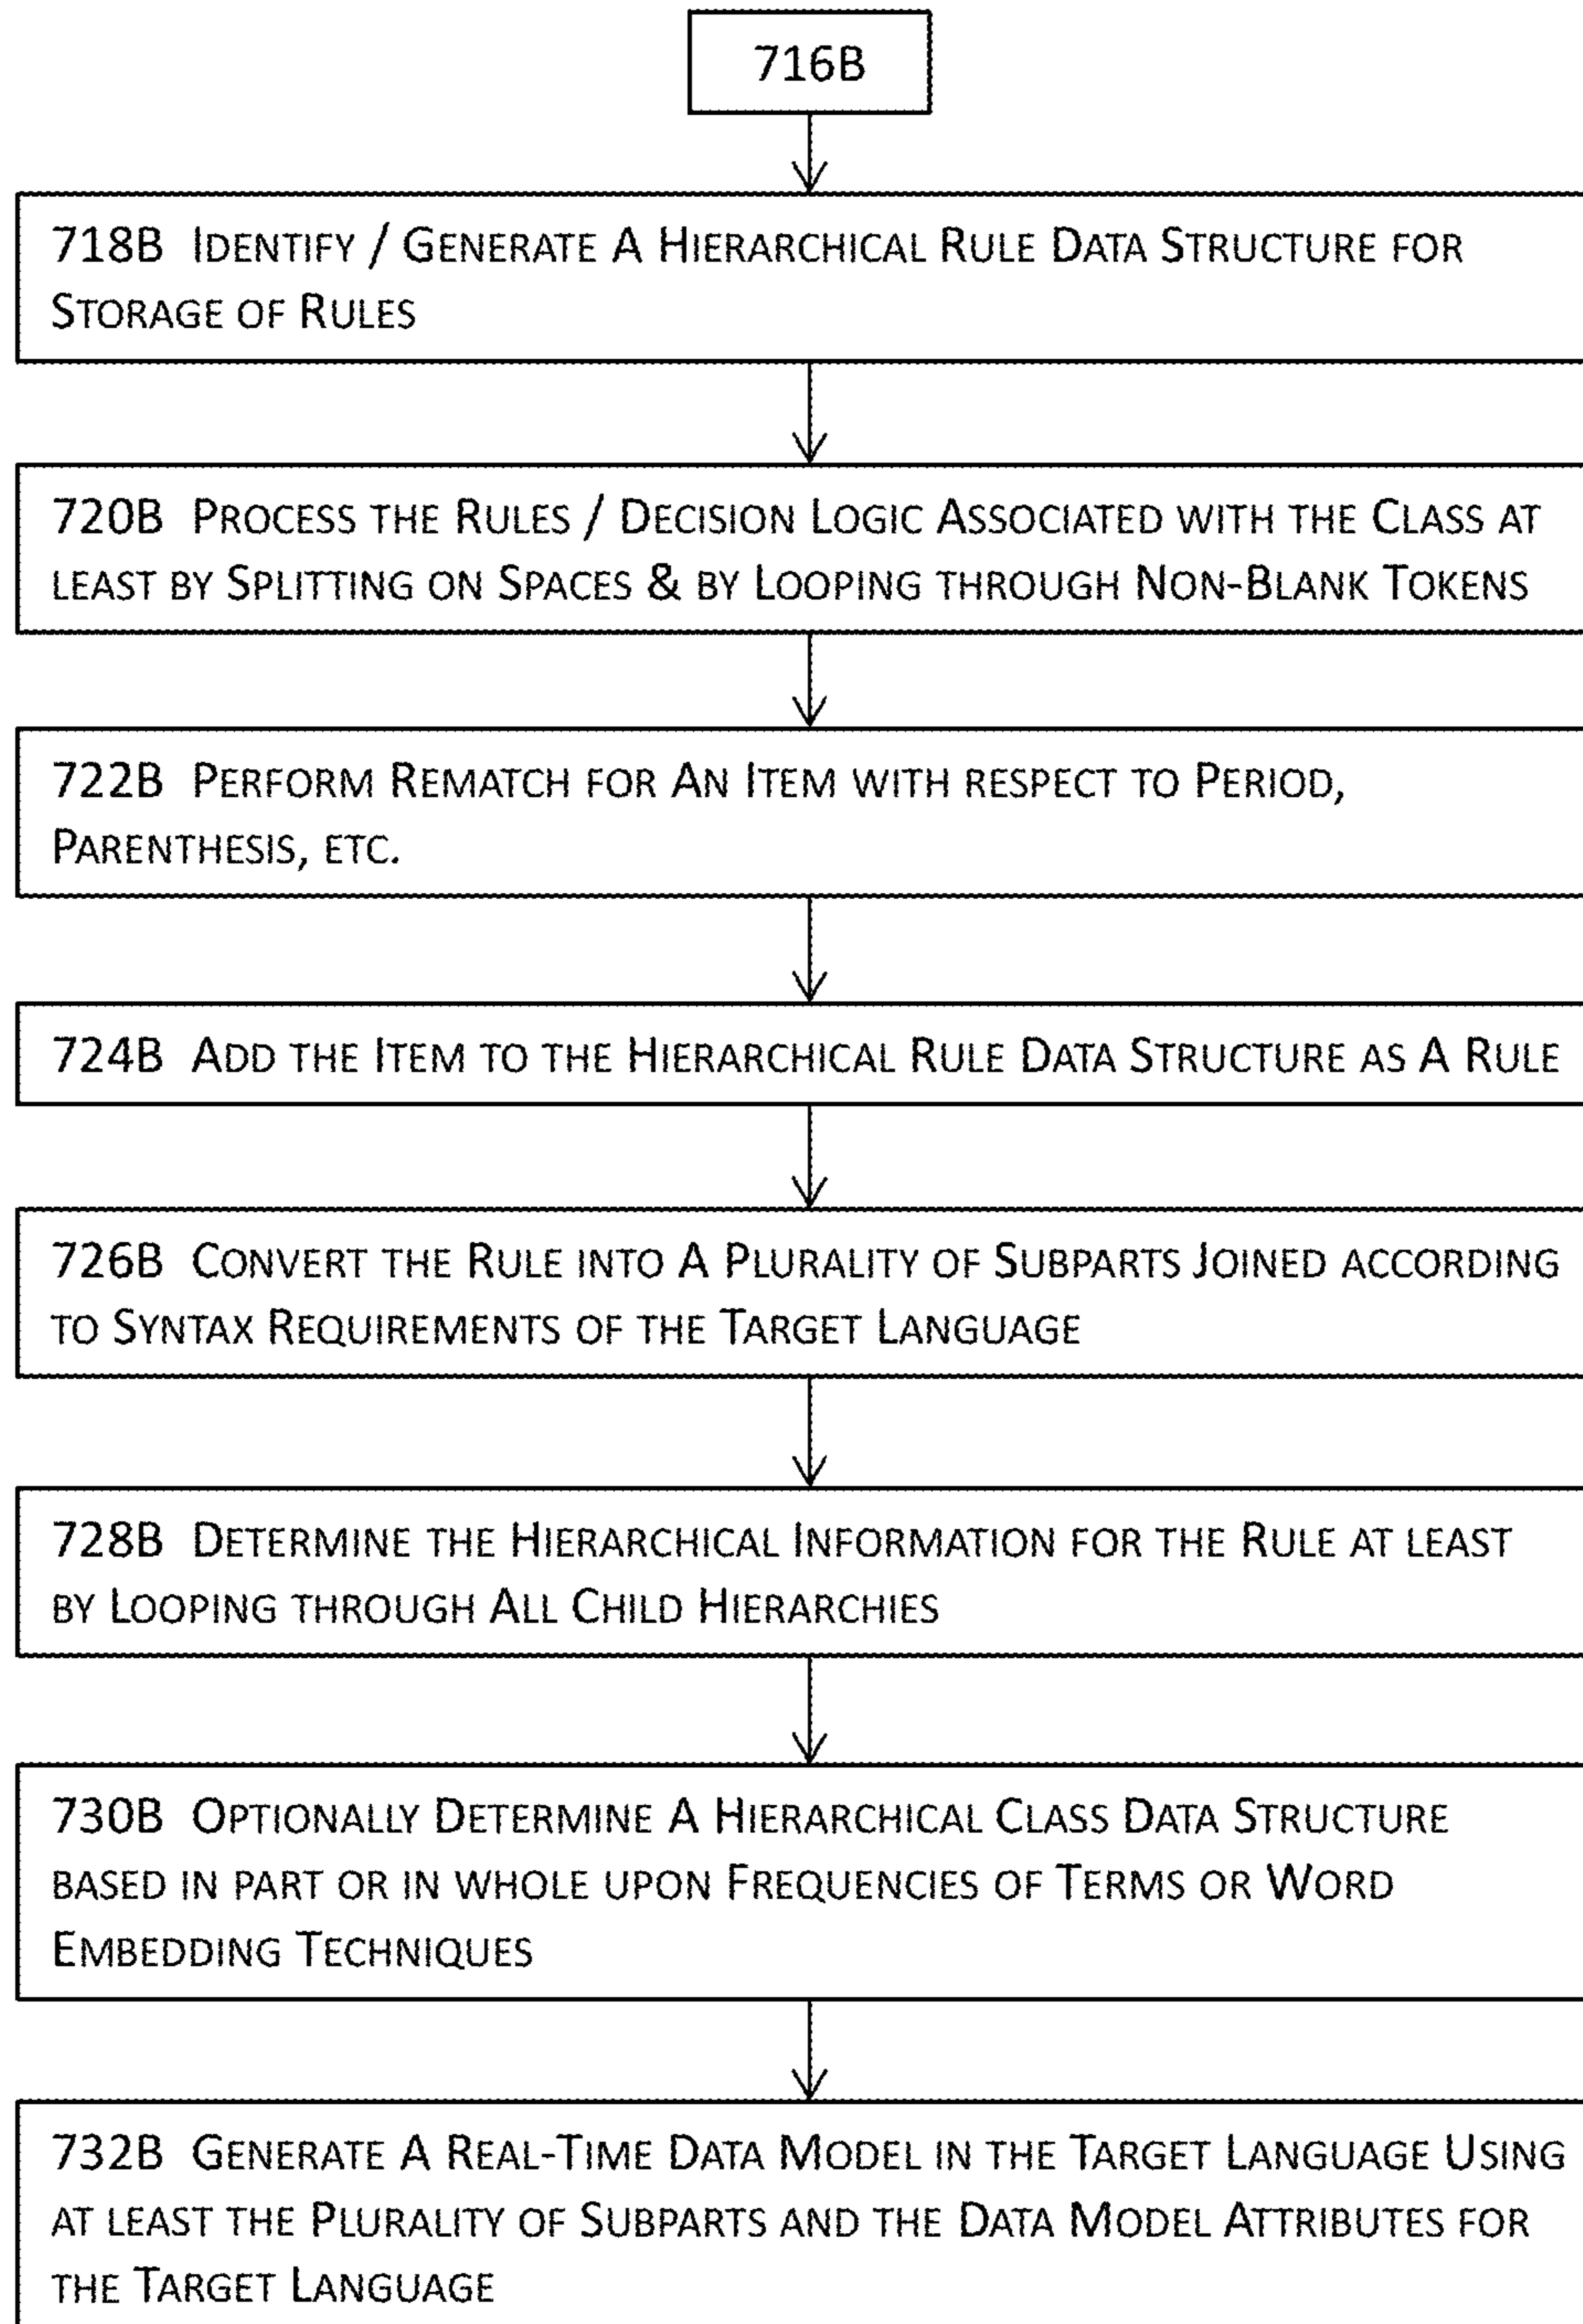 716B
718B IDENTIFY / GENERATE A HIERARCHICAL RULE DATA STRUCTURE FOR
STORAGE OF RULES
720B PROCESS THE RULES / DECISION LOGIC ASSOCIATED WITH THE CLASS AT
LEAST BY SPLITTING ON SPACES & BY LOOPING THROUGH NON-BLANK TOKENS
722B PERFORM REMATCH FOR AN ITEM WITH RESPECT TO PERIOD,
PARENTHESIS, ETC.
724B ADD THE ITEM TO THE HIERARCHICAL RULE DATA STRUCTURE AS A RULE
726B CONVERT THE RULE INTO A PLURALITY OF SUBPARTS JOINED ACCORDING
TO SYNTAX REQUIREMENTS OF THE TARGET LANGUAGE
728B DETERMINE THE HIERARCHICAL INFORMATION FOR THE RULE AT LEAST
BY LOOPING THROUGH ALL CHILD HIERARCHIES
730B OPTIONALLY DETERMINE A HIERARCHICAL CLASS DATA STRUCTURE
BASED IN PART OR IN WHOLE UPON FREQUENCIES OF TERMS OR WORD
EMBEDDING TECHNIQUES
732B GENERATE A REAL-TIME DATA MODEL IN THE TARGET LANGUAGE USING
AT LEAST THE PLURALITY OF SUBPARTS AND THE DATA MODEL ATTRIBUTES FOR
THE TARGET LANGUAGE